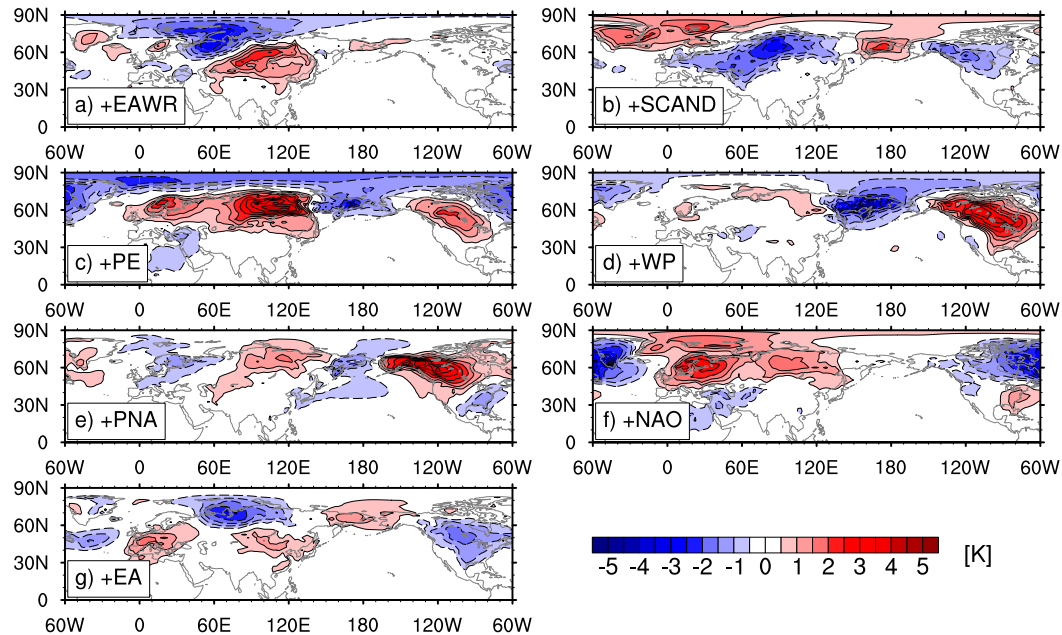 90N 90N
60N 60N
30N 30N
a) +EAWR b) +SCAND
0 0
60W 0 60E 120E 180 120W 60W 60W 0 60E 120E 180 120W 60W
90N 90N
60N 60N
30N 30N
c) +PE d) +WP
0 0
60W 0 60E 120E 180 120W 60W 60W 0 60E 120E 180 120W 60W
90N 90N
60N 60N
30N 30N
e) +PNA f) +NAO
0 0
60W 0 60E 120E 180 120W 60W 60W 0 60E 120E 180 120W 60W
90N
60N
30N
g) +EA
0
60W 0 60E 120E 180 120W 60W
-5 -4 -3 -2 -1 0 1 2 3 4 5 [K]